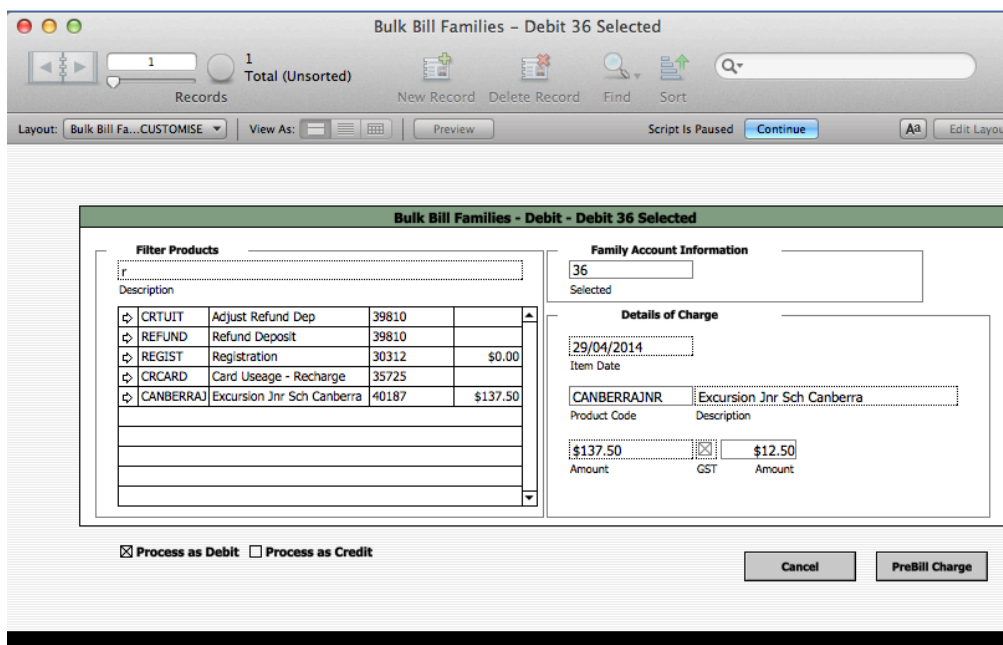 Bulk Bill Families – Debit 36 Selected
1
1
Total (Unsorted)
Records
New Record Delete Record Find Sort
Layout: Bulk Bill Fa...CUSTOMISE View As: Preview Script Is Paused Continue Aa Edit Layou
Bulk Bill Families - Debit - Debit 36 Selected
Filter Products
r
Description
CRTUIT Adjust Refund Dep 39810
REFUND Refund Deposit 39810
REGIST Registration 30312 $0.00
CRCARD Card Useage - Recharge 35725
CANBERRAJ Excursion Jnr Sch Canberra 40187 $137.50
Family Account Information
36
Selected
Details of Charge
29/04/2014
Item Date
CANBERRAJNR Excursion Jnr Sch Canberra
Product Code Description
$137.50 $12.50
Amount GST Amount
Process as Debit Process as Credit
Cancel PreBill Charge